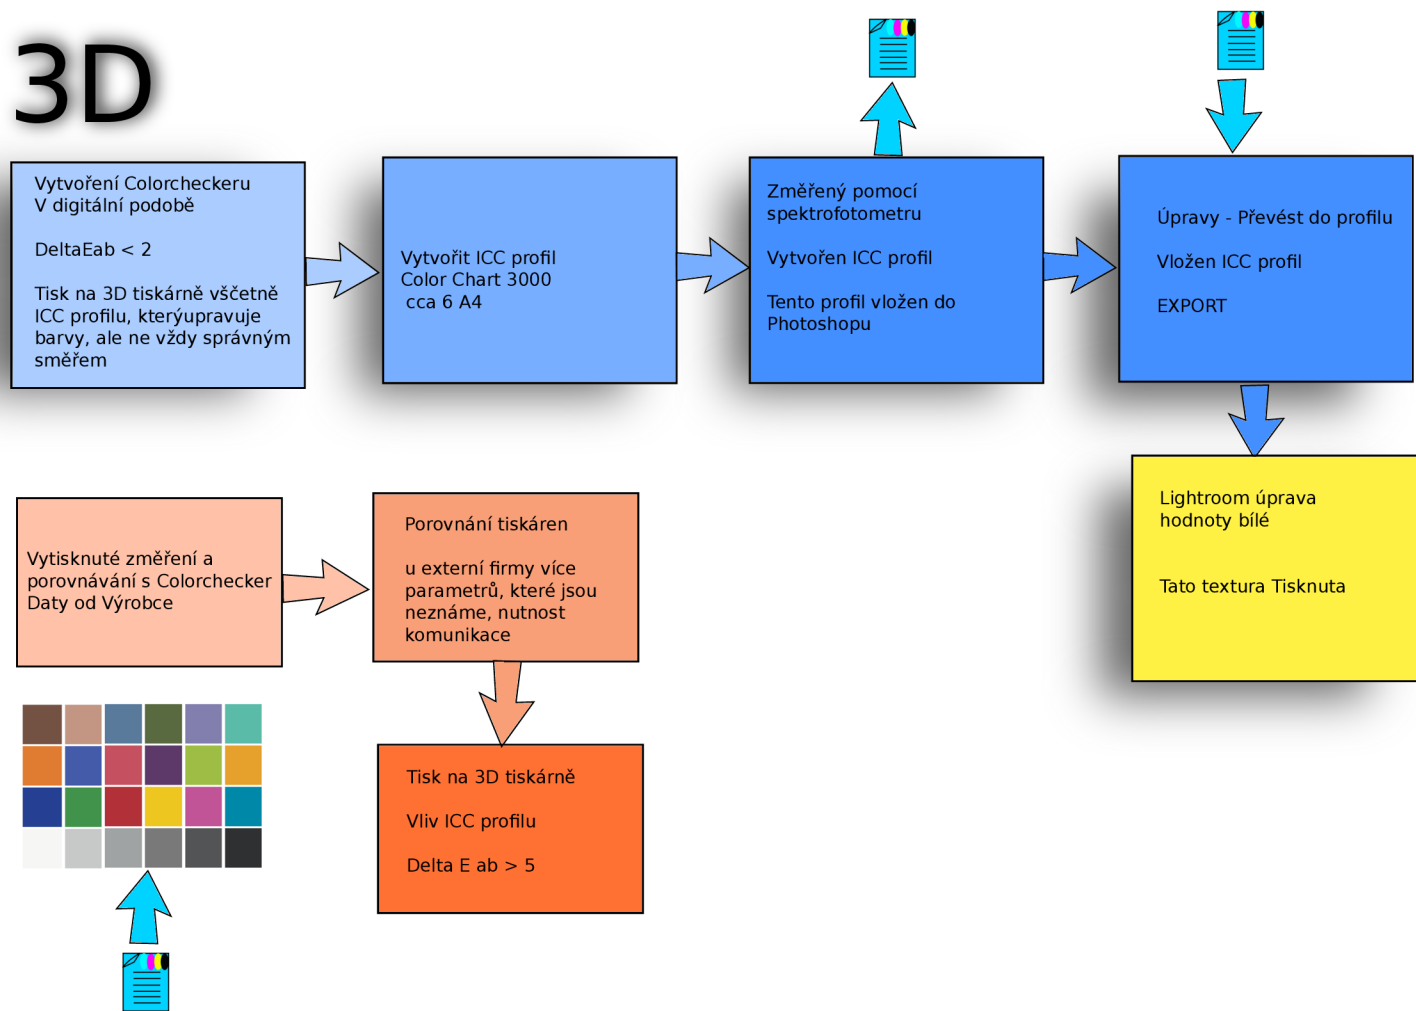 3D
Vytvoření Colorcheckeru
V digitální podobě
DeltaEab < 2
Tisk na 3D tiskárně vščetně
ICC profilu, kterýupravuje
barvy, ale ne vždy správným
směřem
Vytvořit ICC profil
Color Chart 3000
cca 6 A4
Změřený pomocí
spektrofotometru
Vytvořen ICC profil
Tento profil vložen do
Photoshopu
Úpravy - Převést do profilu
Vložen ICC profil
EXPORT
Lightroom úprava
hodnoty bílé
Tato textura Tisknuta
Vytisknuté změření a
porovnávání s Colorchecker
Daty od Výrobce
Porovnání tiskáren
u externí firmy více
parametrů, které jsou
neznáme, nutnost
komunikace
Tisk na 3D tiskárně
Vliv ICC profilu
Delta E ab > 5